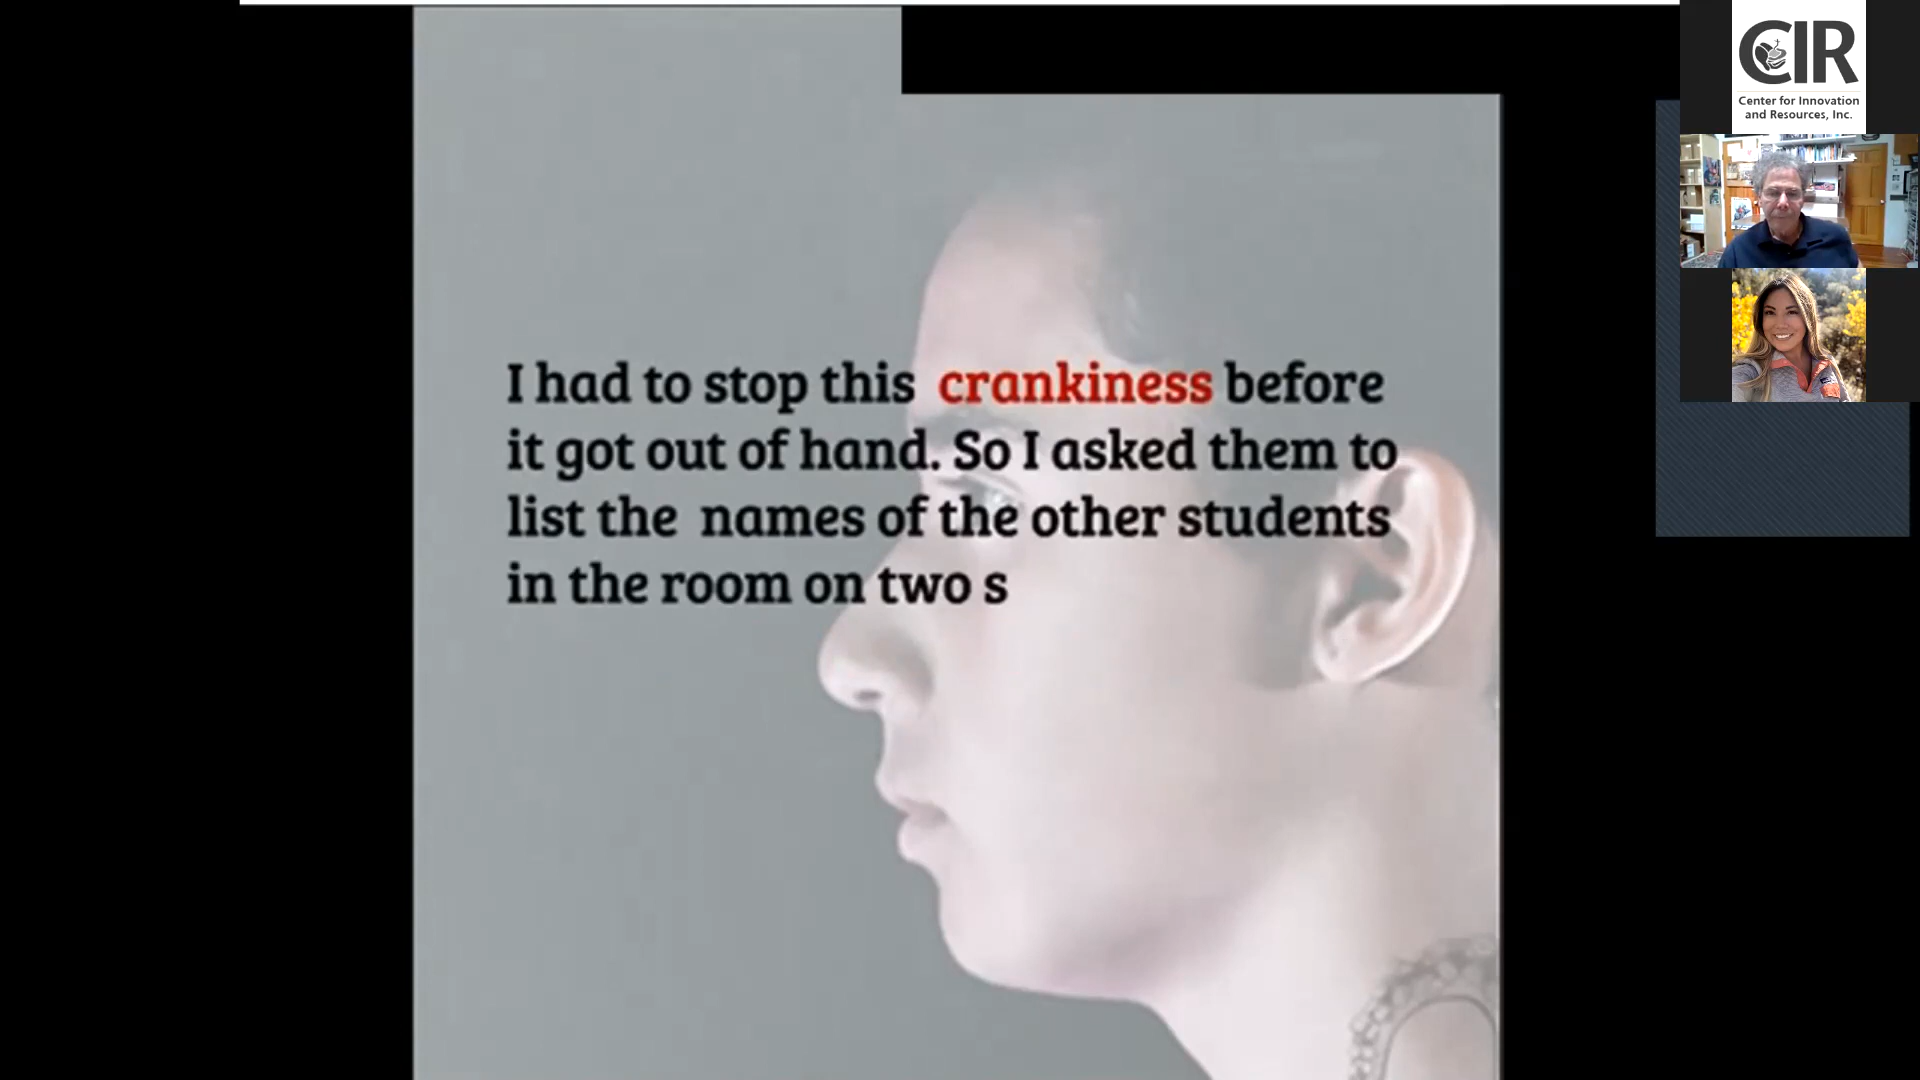 I had to stop this crankiness before
it got out of hand. So I asked them to
list the names of the other students
in the room on two s
CIR
Center for Innovation
and Resources, Inc.